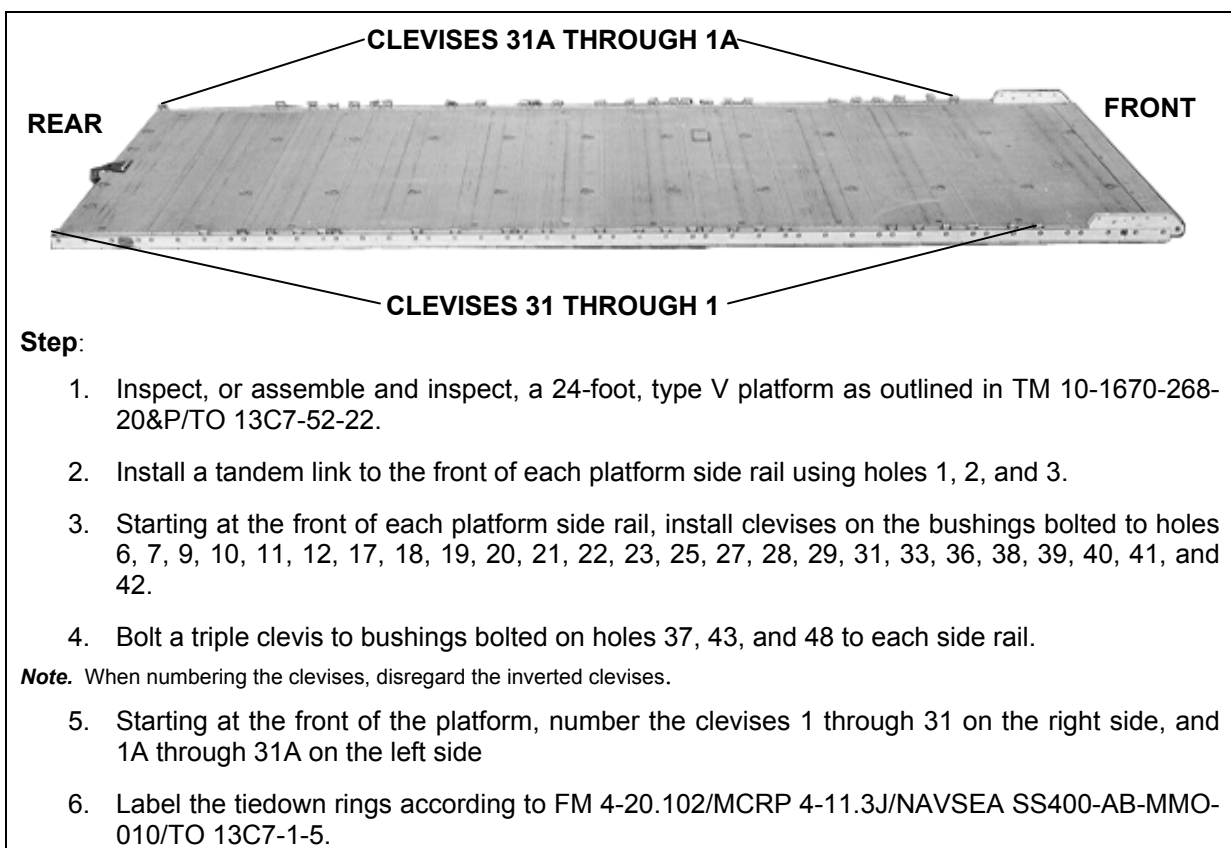 CLEVISES 31A THROUGH 1A
REAR
FRONT
CLEVISES 31 THROUGH 1
Step:
1. Inspect, or assemble and inspect, a 24-foot, type V platform as outlined in TM 10-1670-268-
20&P/TO 13C7-52-22.
2. Install a tandem link to the front of each platform side rail using holes 1, 2, and 3.
3. Starting at the front of each platform side rail, install clevises on the bushings bolted to holes
6, 7, 9, 10, 11, 12, 17, 18, 19, 20, 21, 22, 23, 25, 27, 28, 29, 31, 33, 36, 38, 39, 40, 41, and
42.
4. Bolt a triple clevis to bushings bolted on holes 37, 43, and 48 to each side rail.
Note. When numbering the clevises, disregard the inverted clevises.
5. Starting at the front of the platform, number the clevises 1 through 31 on the right side, and
1A through 31A on the left side
6. Label the tiedown rings according to FM 4-20.102/MCRP 4-11.3J/NAVSEA SS400-AB-MMO-
010/TO 13C7-1-5.